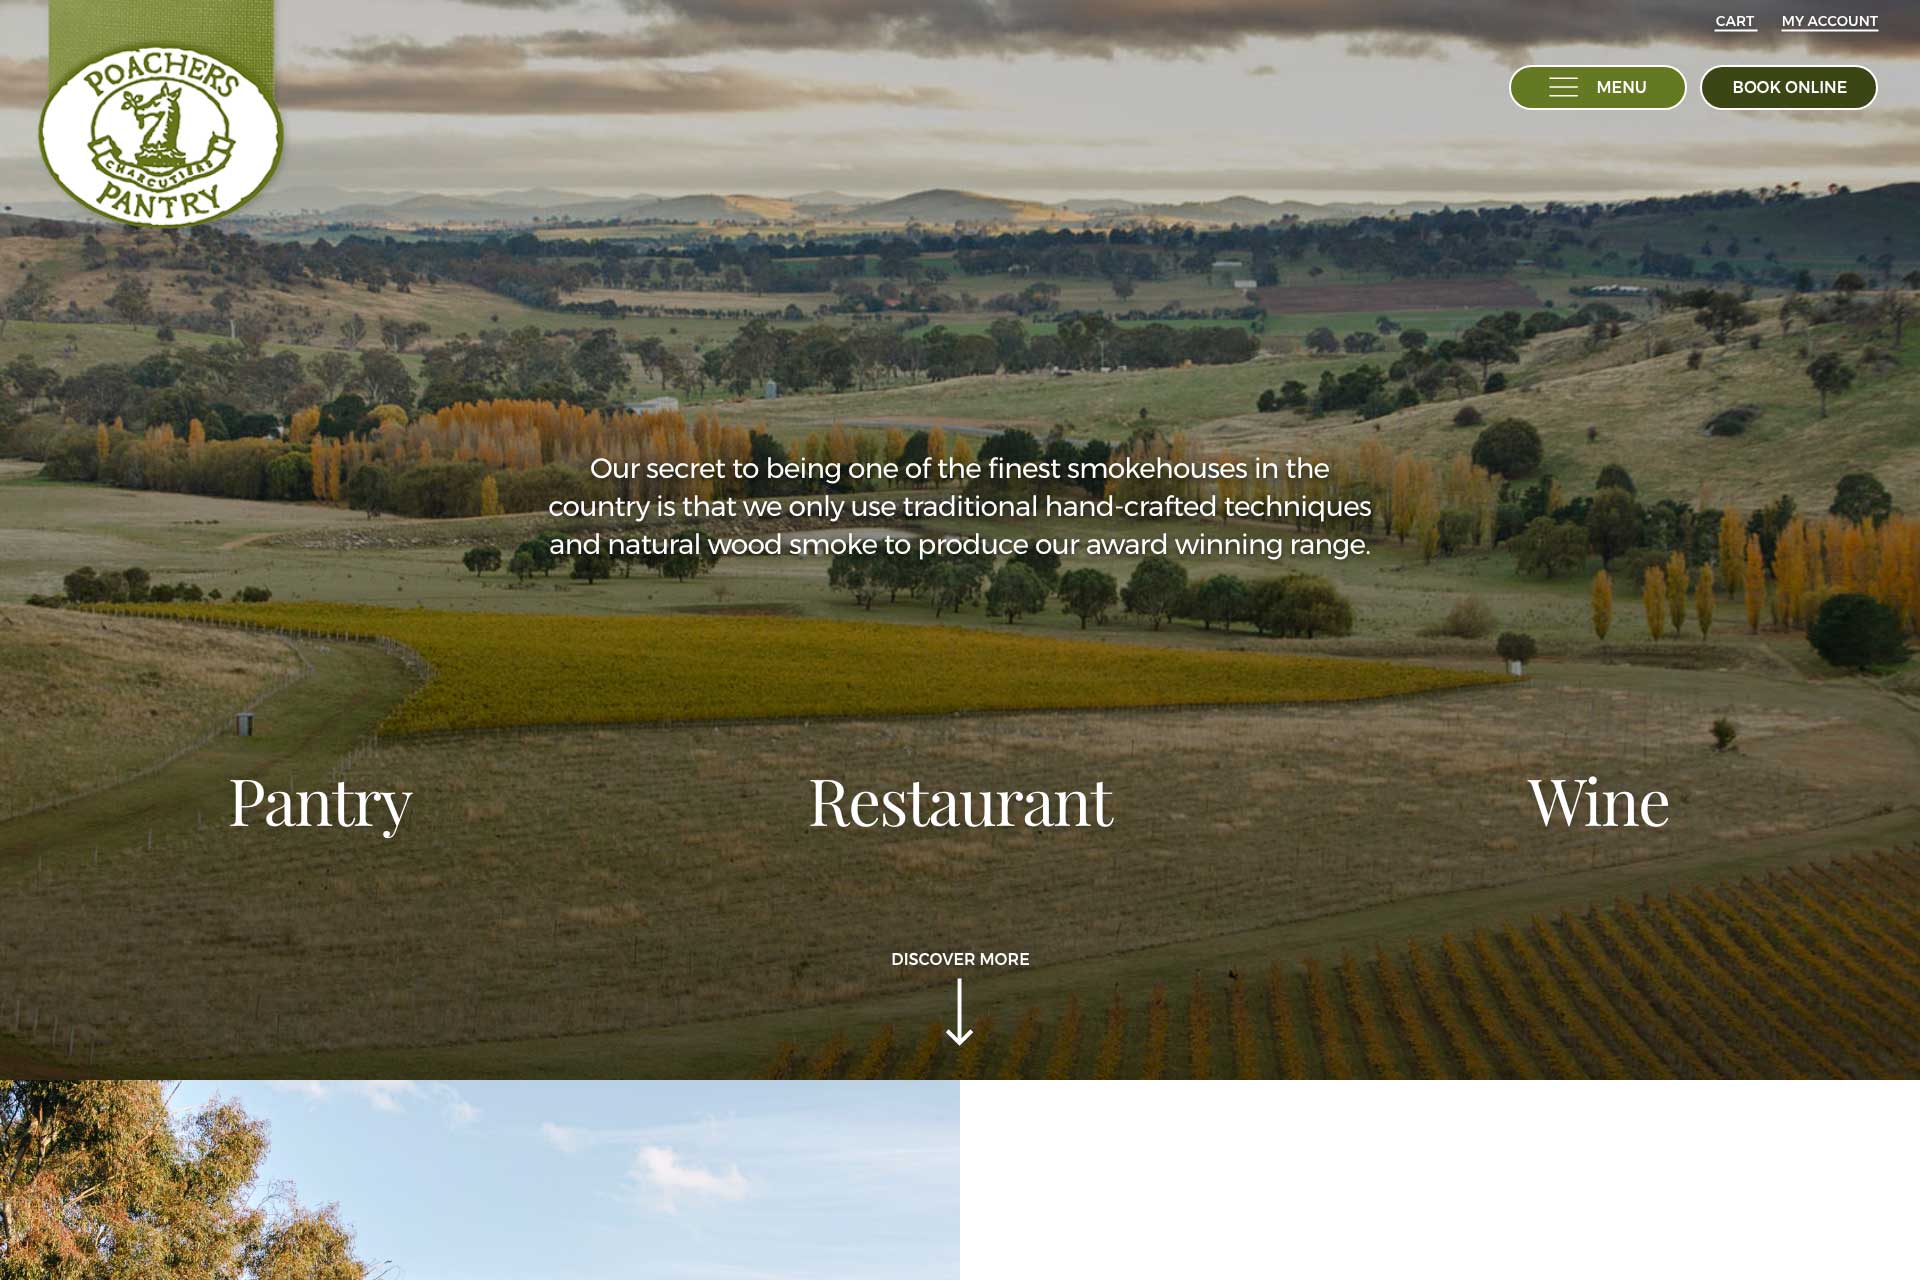 CART
MY ACCOUNT
POACHERS
CHARCUTIERS
PANTRY
MENU
BOOK ONLINE
Our secret to being one of the finest smokehouses in the
country is that we only use traditional hand-crafted techniques
and natural wood smoke to produce our award winning range.
Pantry
Restaurant
Wine
DISCOVER MORE